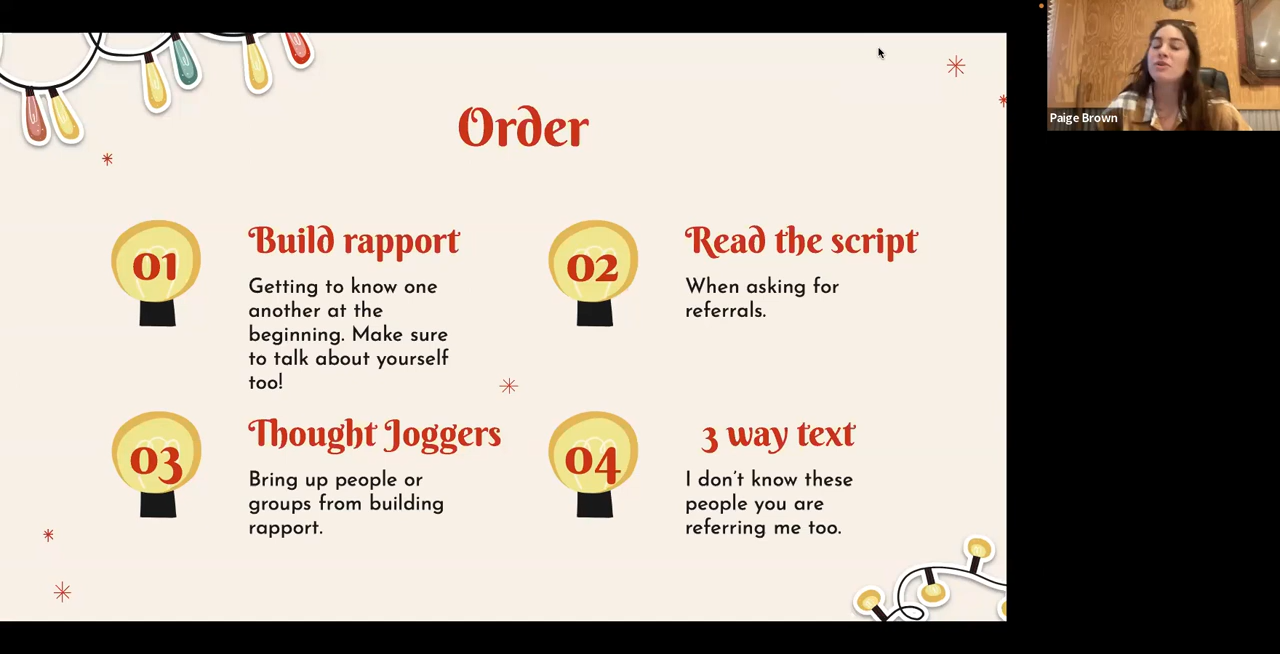 Order
01
Build rapport
Getting to know one
another at the
beginning. Make sure
to talk about yourself
too!
02
Read the script
When asking for
referrals.
03
Thought Joggers
Bring up people or
groups from building
rapport.
04
3 way text
I don't know these
people you are
referring me too.
Paige Brown